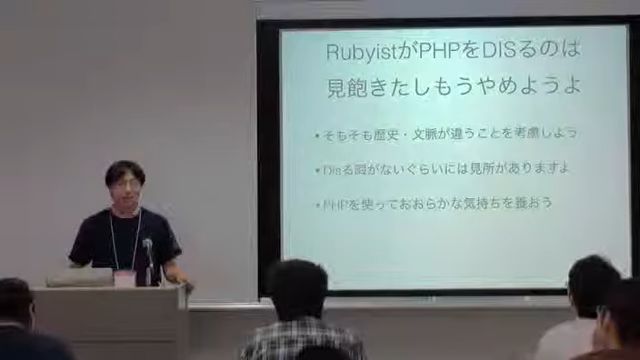 RubyistがPHPをDISるのは
見飽きたしもうやめようよ
• そもそも歴史・文脈が違うことを考慮しよう
• Disる暇がないぐらいには見所がありますよ
• PHPを使っておおらかな気持ちを養おう